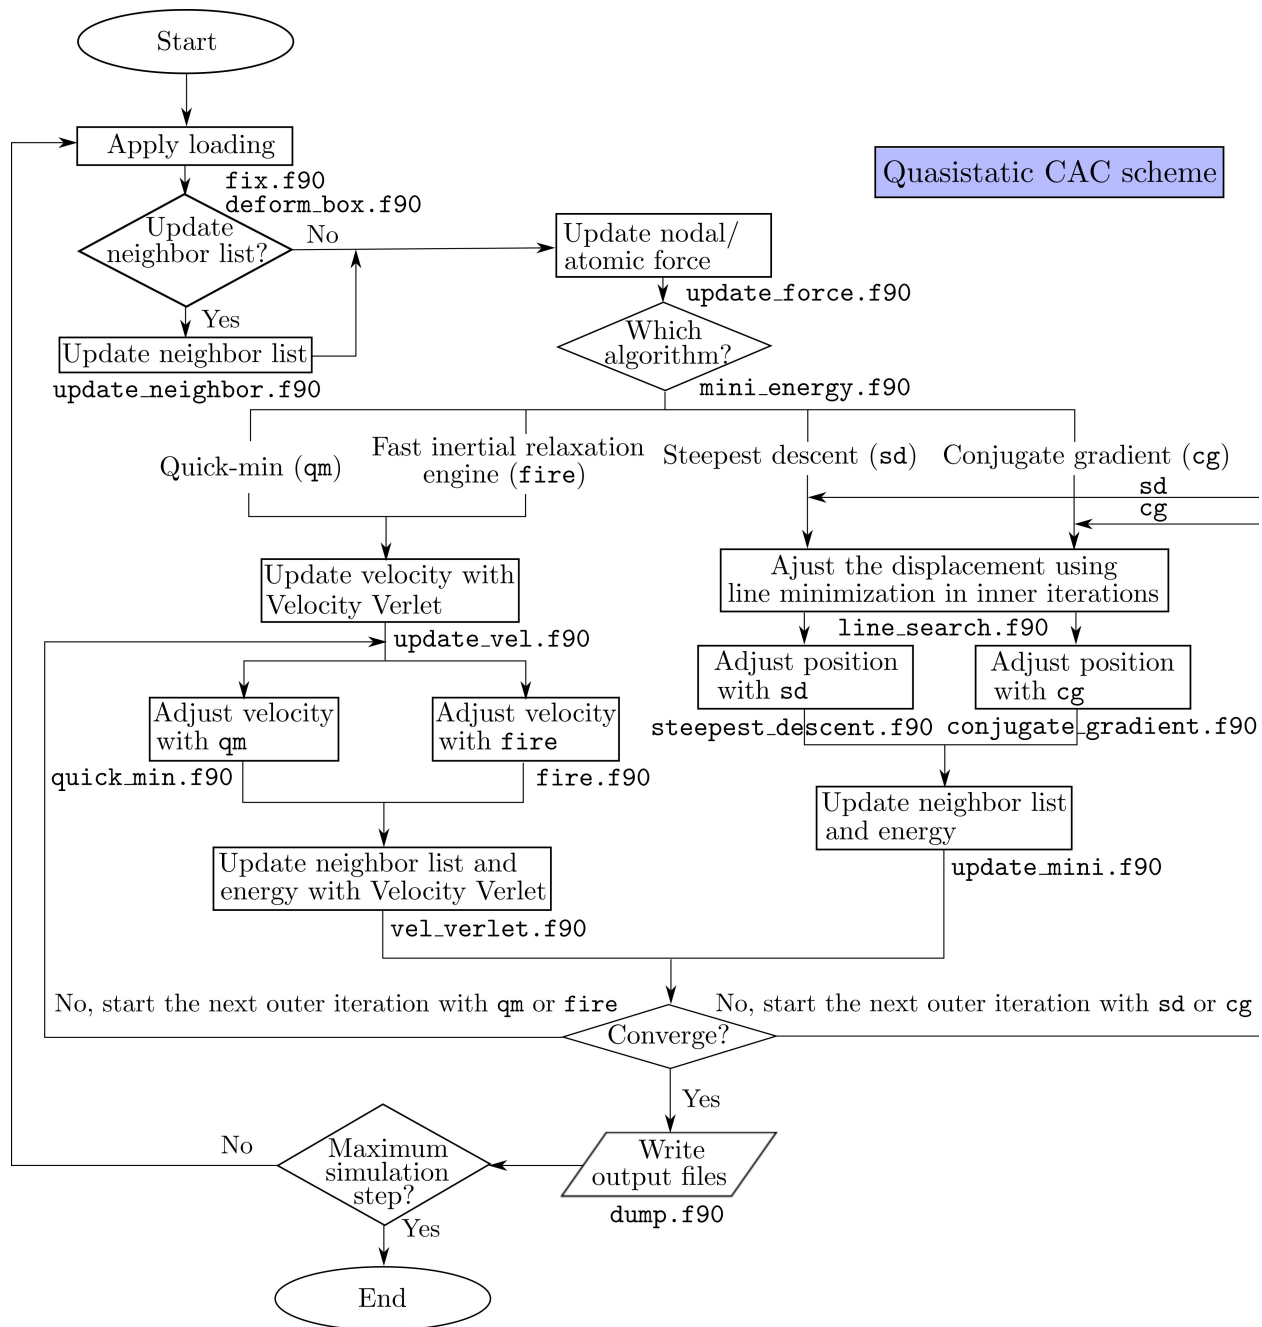 Start
Apply loading
Quasistatic CAC scheme
fix.f90
deform_box.f90
Update
neighbor list?
No
Update nodal/
atomic force
update_force.f90
Yes
Update neighbor list
update_neighbor.f90
Which
algorithm?
mini_energy.f90
Quick-min (qm)
Fast inertial relaxation
engine (fire)
Steepest descent (sd)
Conjugate gradient (cg)
sd
cg
Update velocity with
Velocity Verlet
update_vel.f90
Ajust the displacement using
line minimization in inner iterations
line_search.f90
Adjust velocity
with qm
quick_min.f90
Adjust velocity
with fire
fire.f90
Adjust position
with sd
steepest_descent.f90
Adjust position
with cg
conjugate_gradient.f90
Update neighbor list and
energy with Velocity Verlet
vel_verlet.f90
Update neighbor list
and energy
update_mini.f90
No, start the next outer iteration with qm or fire
No, start the next outer iteration with sd or cg
Converge?
Yes
Write
output files
dump.f90
No
Maximum
simulation
step?
Yes
End